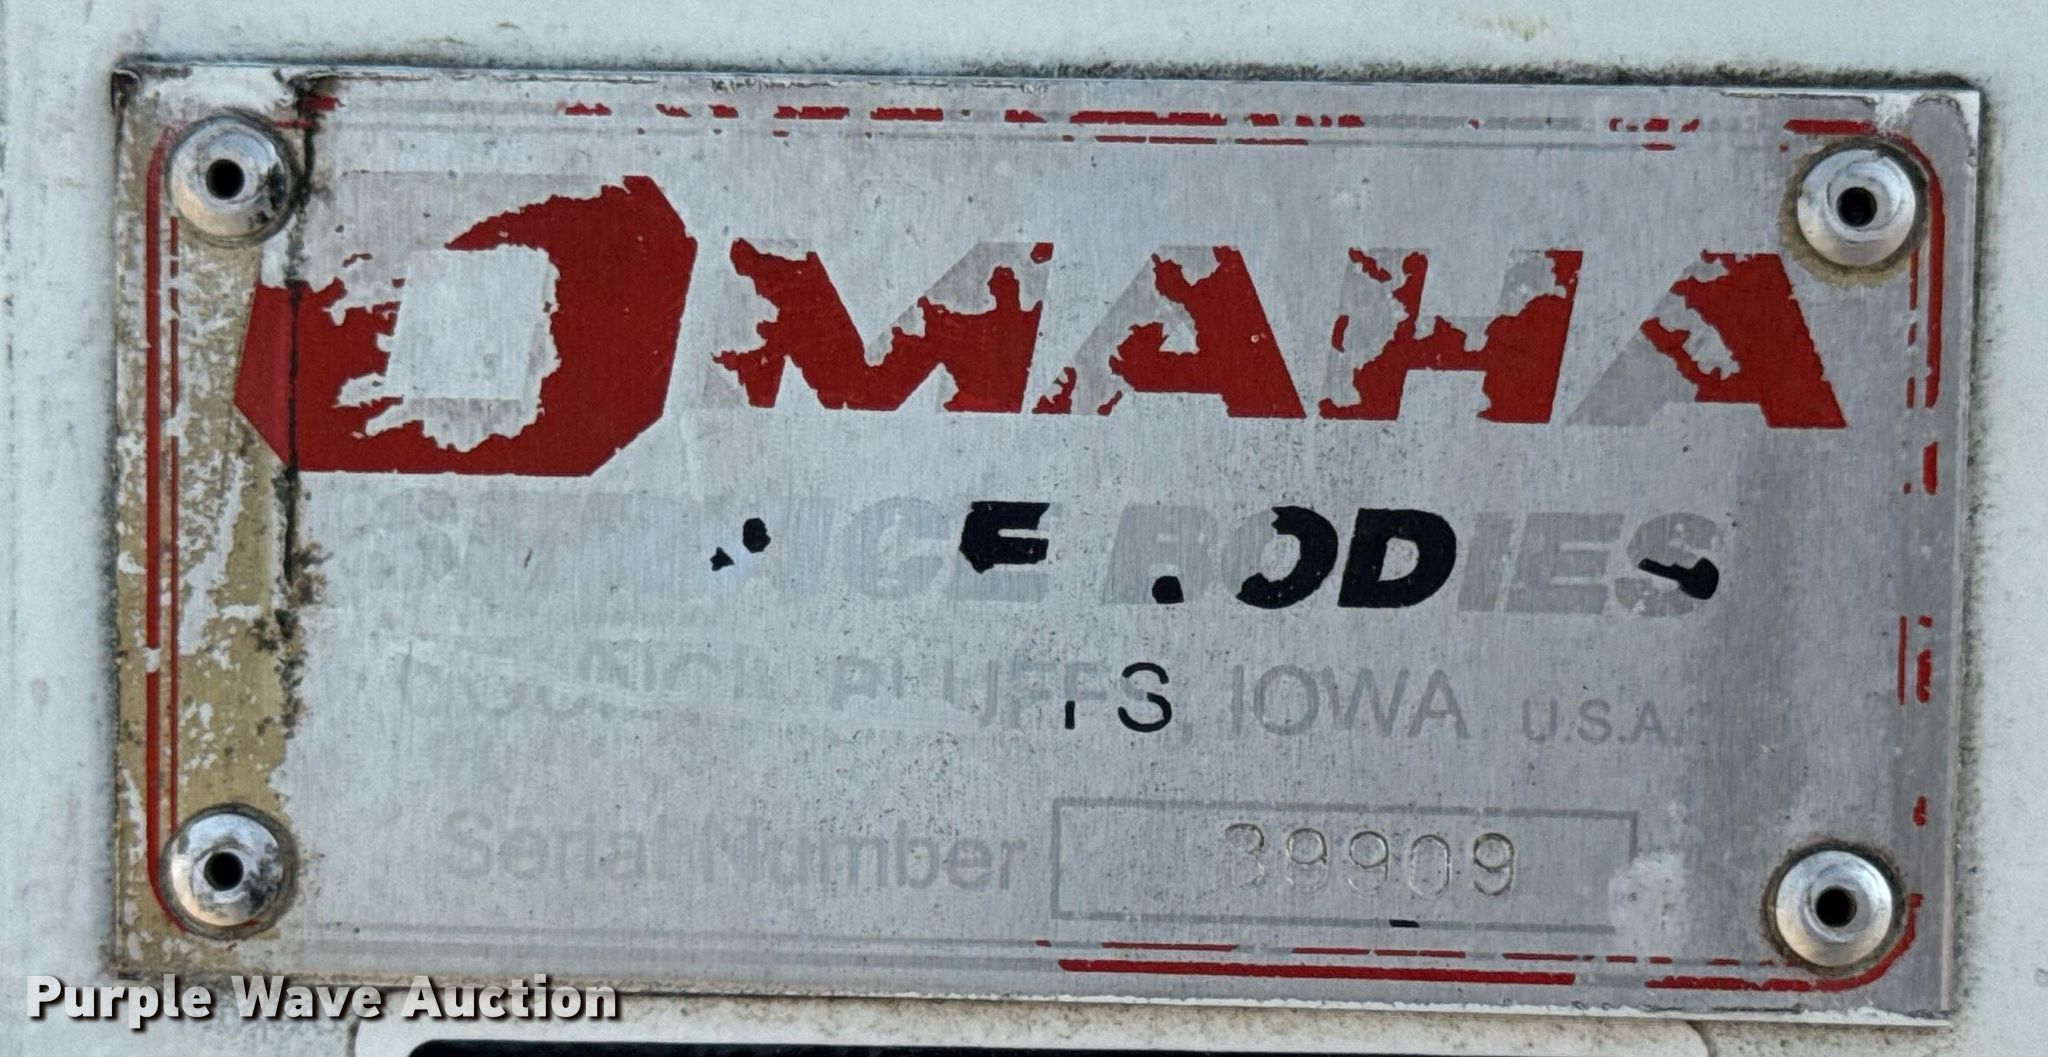 OMAHA
SERVICE BODIES
COUNCIL BLUFFS, IOWA U.S.A.
Serial Number 39909
Purple Wave Auction